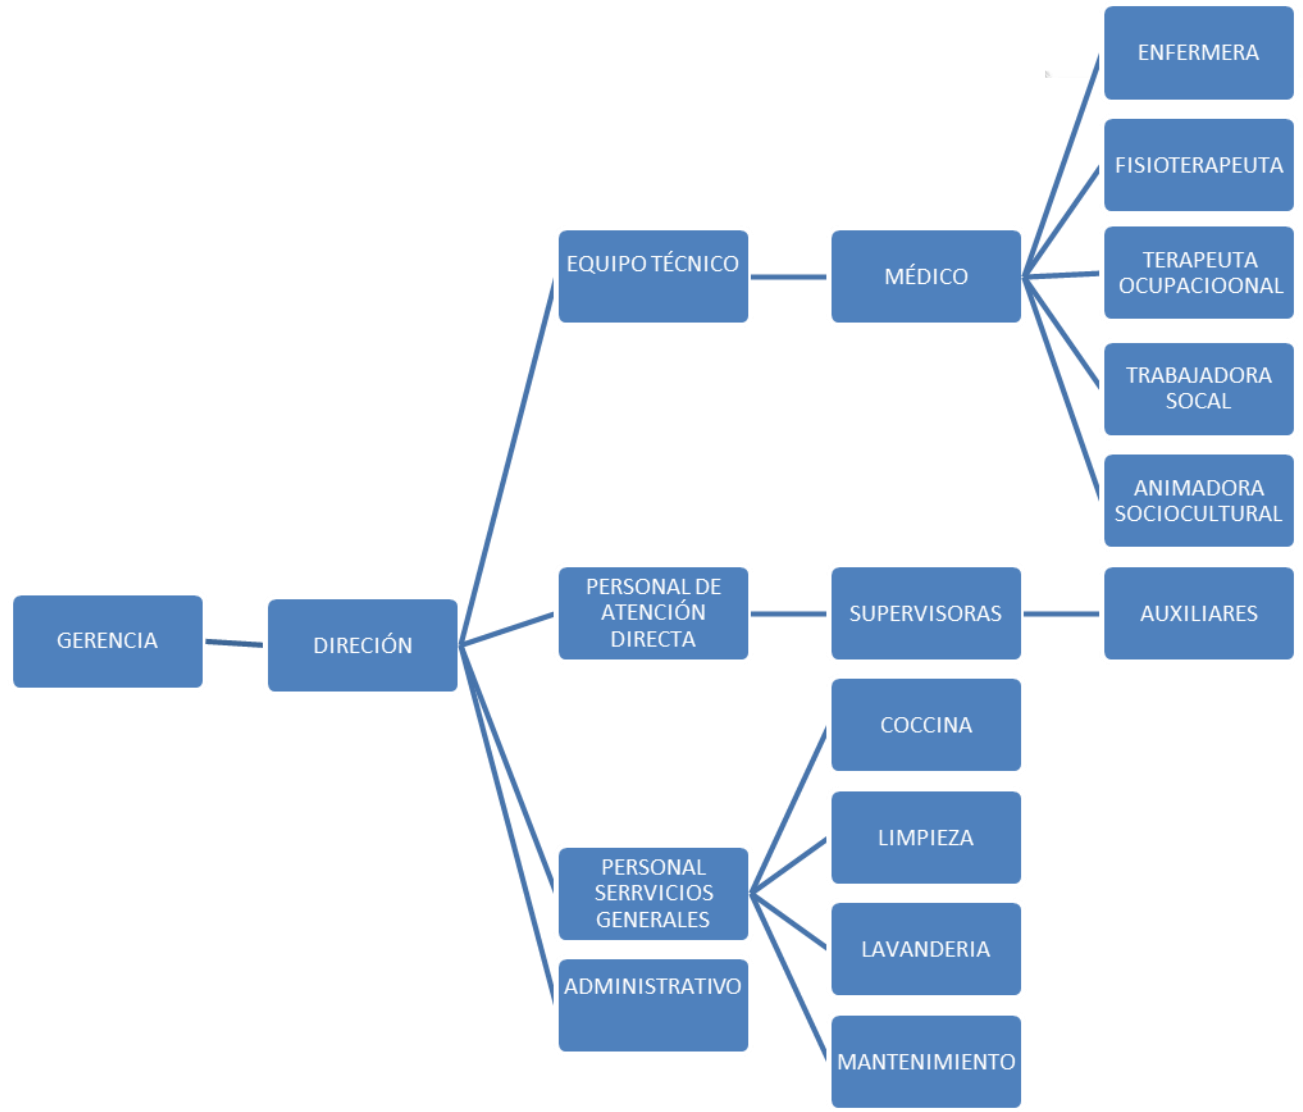 GERENCIA
DIRECIÓN
EQUIPO TÉCNICO
MÉDICO
ENFERMERA
FISIOTERAPEUTA
TERAPEUTA
OCUPACIOONAL
TRABAJADORA
SOCAL
ANIMADORA
SOCIOCULTURAL
PERSONAL DE
ATENCIÓN
DIRECTA
SUPERVISORAS
AUXILIARES
PERSONAL
SERRVICIOS
GENERALES
COCCINA
LIMPIEZA
LAVANDERIA
MANTENIMIENTO
ADMINISTRATIVO